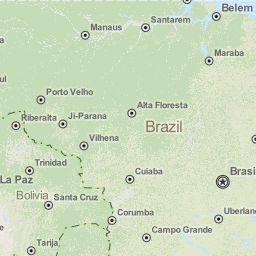 Belem
Santarem
Manaus
Maraba
Porto Velho
Alta Floresta
Riberalta
Ji-Parana
Brazil
Vilhena
Trinidad
Cuiaba
La Paz
Brasi
Bolivia
Santa Cruz
Corumba
Uberlan
Campo Grande
Tarija